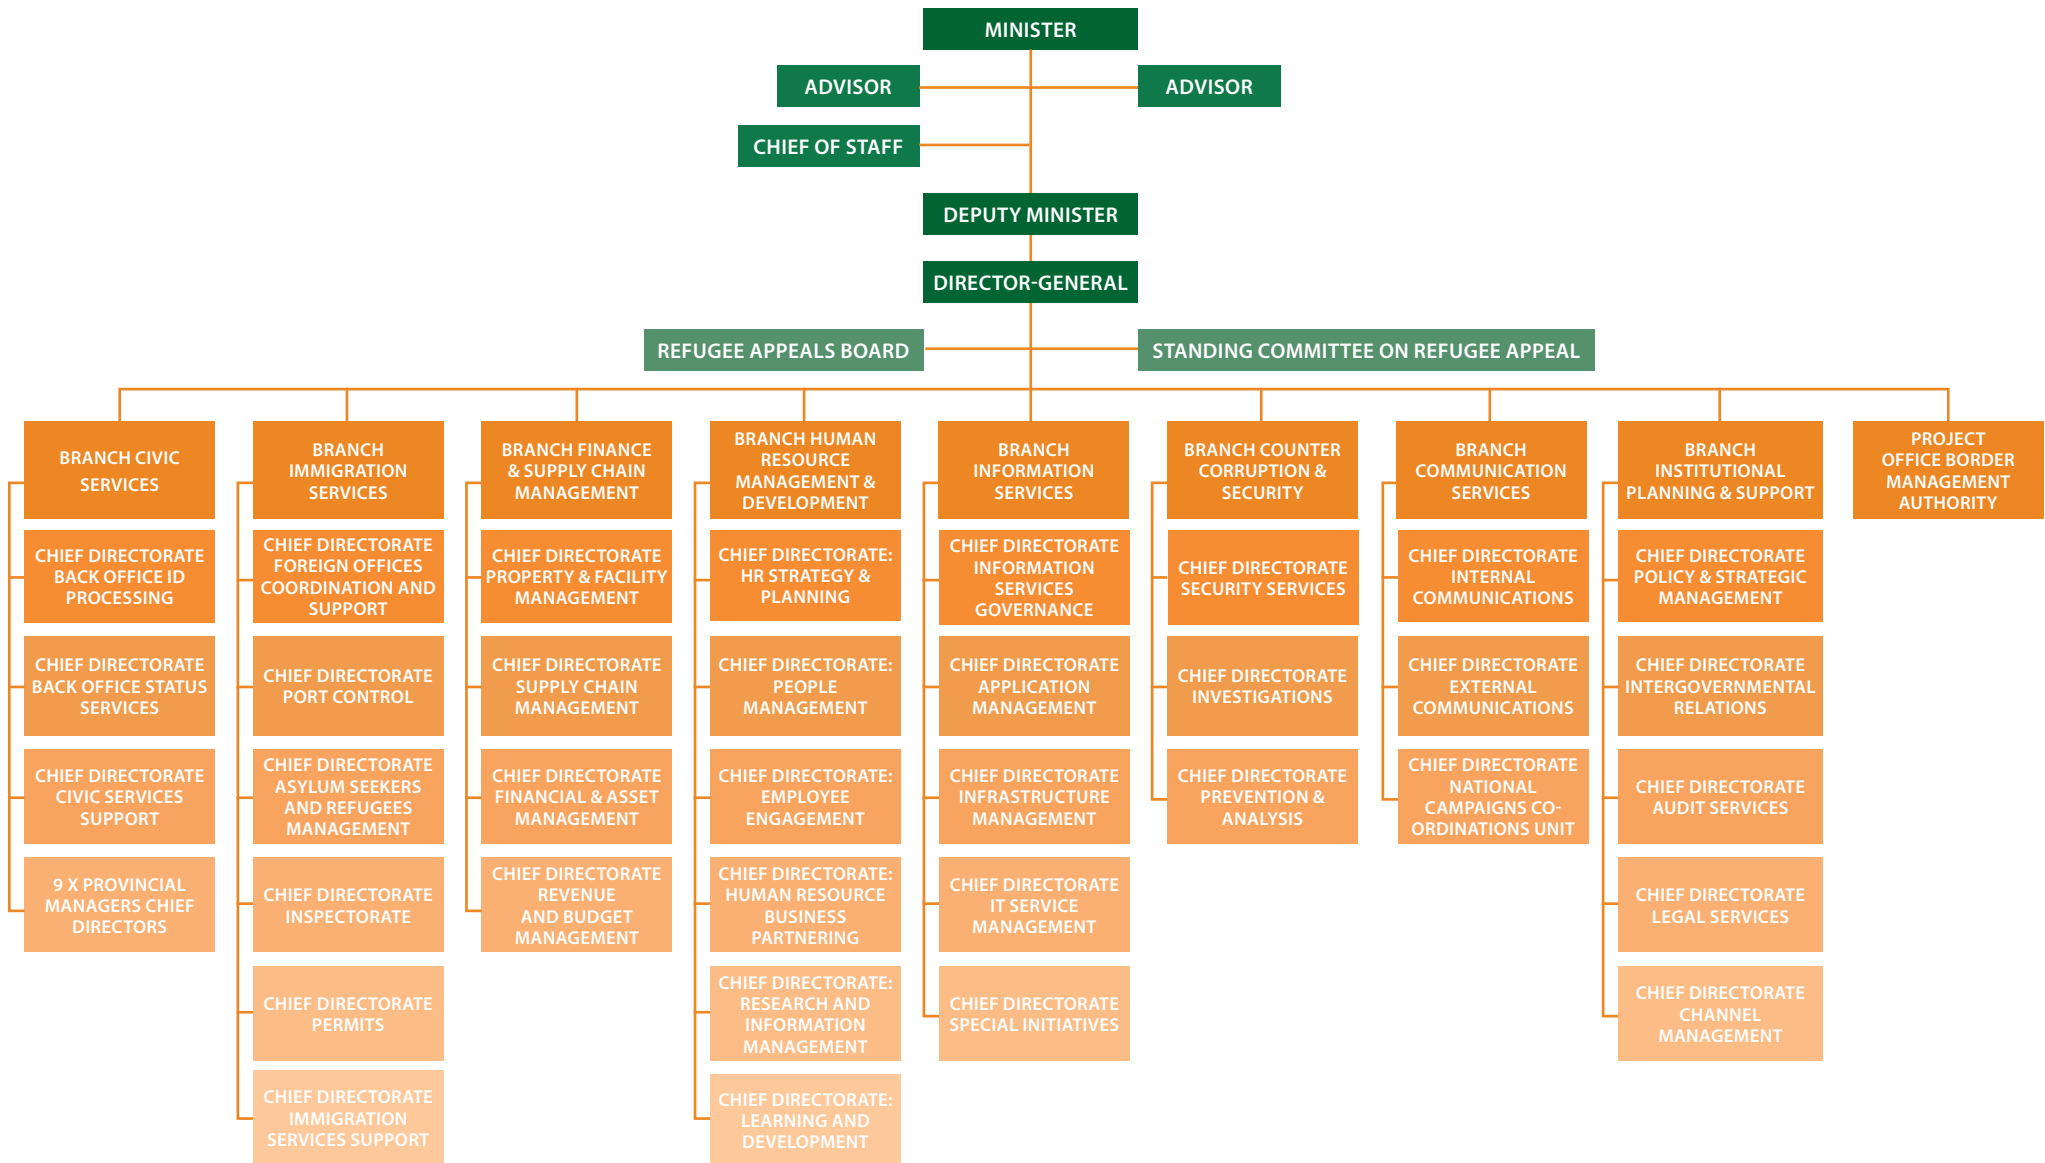 MINISTER
ADVISOR
ADVISOR
CHIEF OF STAFF
DEPUTY MINISTER
DIRECTOR-GENERAL
REFUGEE APPEALS BOARD
STANDING COMMITTEE ON REFUGEE APPEAL
BRANCH CIVIC
SERVICES
CHIEF DIRECTORATE
BACK OFFICE ID
PROCESSING
CHIEF DIRECTORATE
BACK OFFICE STATUS
SERVICES
CHIEF DIRECTORATE
CIVIC SERVICES
SUPPORT
9 X PROVINCIAL
MANAGERS CHIEF
DIRECTORS
BRANCH
IMMIGRATION
SERVICES
CHIEF DIRECTORATE
FOREIGN OFFICES
COORDINATION AND
SUPPORT
CHIEF DIRECTORATE
PORT CONTROL
CHIEF DIRECTORATE
ASYLUM SEEKERS
AND REFUGEES
MANAGEMENT
CHIEF DIRECTORATE
INSPECTORATE
CHIEF DIRECTORATE
PERMITS
CHIEF DIRECTORATE
IMMIGRATION
SERVICES SUPPORT
BRANCH FINANCE
& SUPPLY CHAIN
MANAGEMENT
CHIEF DIRECTORATE
PROPERTY & FACILITY
MANAGEMENT
CHIEF DIRECTORATE
SUPPLY CHAIN
MANAGEMENT
CHIEF DIRECTORATE
FINANCIAL & ASSET
MANAGEMENT
CHIEF DIRECTORATE
REVENUE
AND BUDGET
MANAGEMENT
BRANCH HUMAN
RESOURCE
MANAGEMENT &
DEVELOPMENT
CHIEF DIRECTORATE:
HR STRATEGY &
PLANNING
CHIEF DIRECTORATE:
PEOPLE
MANAGEMENT
CHIEF DIRECTORATE:
EMPLOYEE
ENGAGEMENT
CHIEF DIRECTORATE:
HUMAN RESOURCE
BUSINESS
PARTNERING
CHIEF DIRECTORATE:
RESEARCH AND
INFORMATION
MANAGEMENT
CHIEF DIRECTORATE:
LEARNING AND
DEVELOPMENT
BRANCH
INFORMATION
SERVICES
CHIEF DIRECTORATE
INFORMATION
SERVICES
GOVERNANCE
CHIEF DIRECTORATE
APPLICATION
MANAGEMENT
CHIEF DIRECTORATE
INFRASTRUCTURE
MANAGEMENT
CHIEF DIRECTORATE
IT SERVICE
MANAGEMENT
CHIEF DIRECTORATE
SPECIAL INITIATIVES
BRANCH COUNTER
CORRUPTION &
SECURITY
CHIEF DIRECTORATE
SECURITY SERVICES
CHIEF DIRECTORATE
INVESTIGATIONS
CHIEF DIRECTORATE
PREVENTION &
ANALYSIS
BRANCH
COMMUNICATION
SERVICES
CHIEF DIRECTORATE
INTERNAL
COMMUNICATIONS
CHIEF DIRECTORATE
EXTERNAL
COMMUNICATIONS
CHIEF DIRECTORATE
NATIONAL
CAMPAIGNS CO-
ORDINATIONS UNIT
BRANCH
INSTITUTIONAL
PLANNING & SUPPORT
CHIEF DIRECTORATE
POLICY & STRATEGIC
MANAGEMENT
CHIEF DIRECTORATE
INTERGOVERNMENTAL
RELATIONS
CHIEF DIRECTORATE
AUDIT SERVICES
CHIEF DIRECTORATE
LEGAL SERVICES
CHIEF DIRECTORATE
CHANNEL
MANAGEMENT
PROJECT
OFFICE BORDER
MANAGEMENT
AUTHORITY